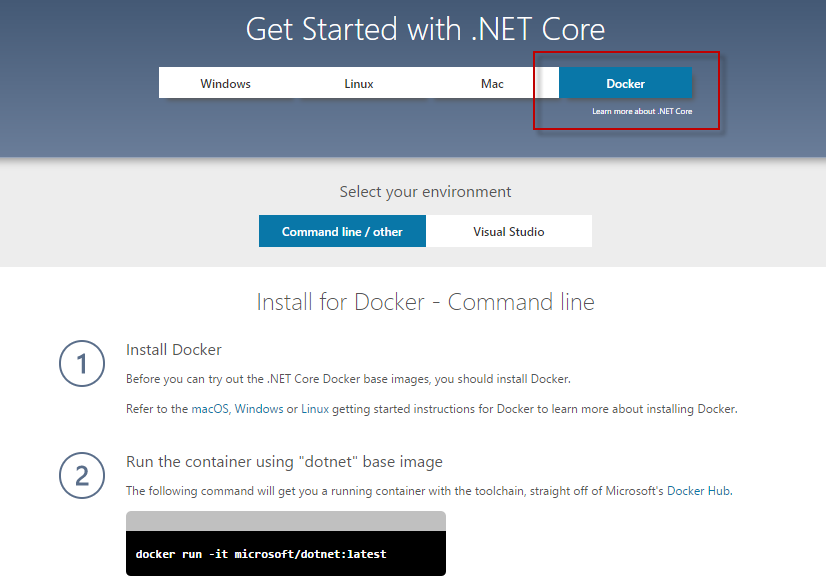 Get Started with .NET Core
Windows
Linux
Mac
Docker
Learn more about .NET Core
Select your environment
Command line / other
Visual Studio
Install for Docker - Command line
1
Install Docker
Before you can try out the .NET Core Docker base images, you should install Docker.
Refer to the macOS, Windows or Linux getting started instructions for Docker to learn more about installing Docker.
2
Run the container using "dotnet" base image
The following command will get you a running container with the toolchain, straight off of Microsoft's Docker Hub.
docker run -it microsoft/dotnet:latest